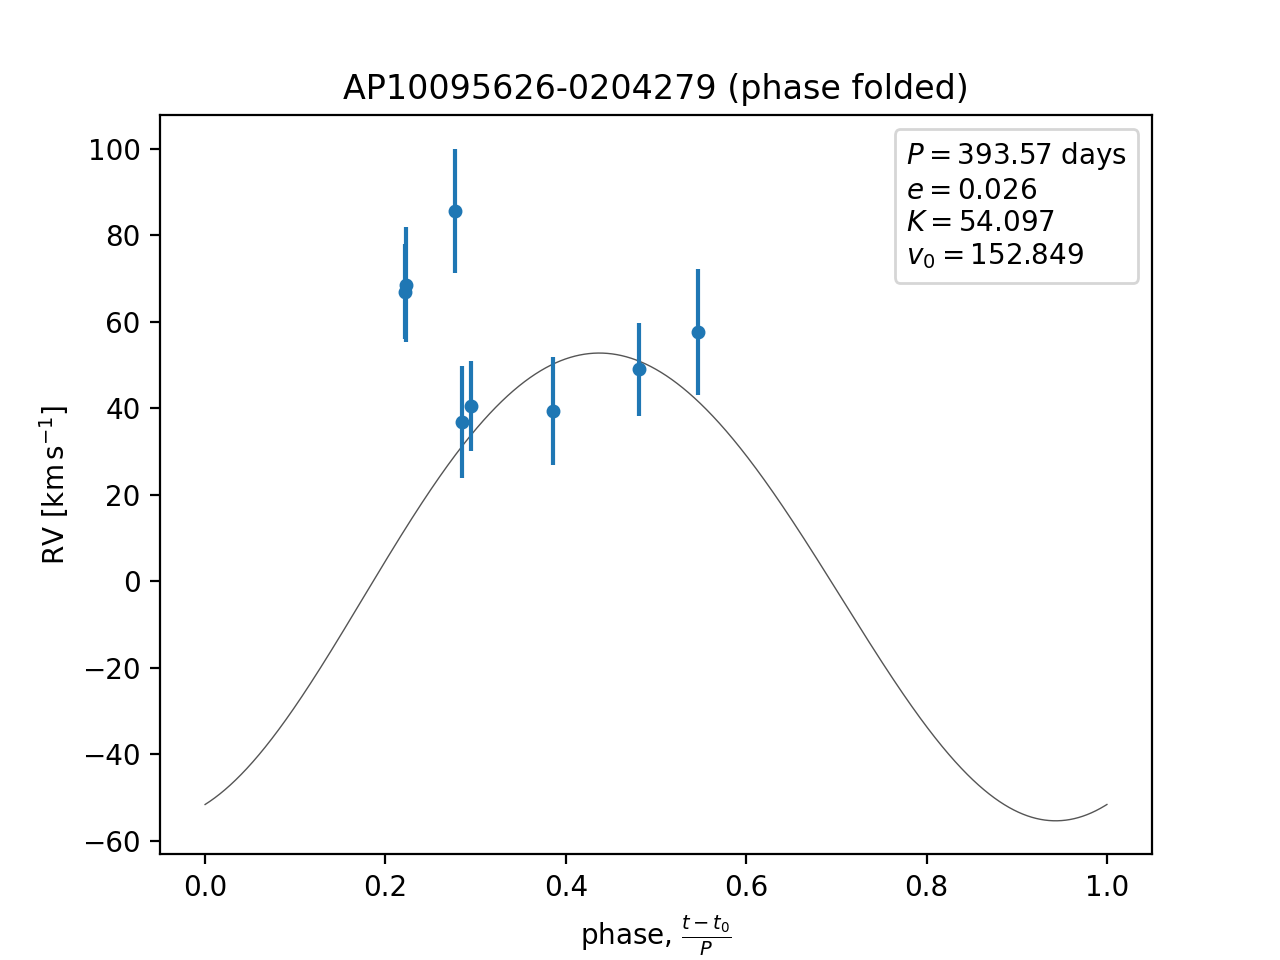 AP10095626-0204279 (phase folded)
P = 393.57 days
e = 0.026
K = 54.097
v₀ = 152.849
100
80
60
40
20
0
−20
−40
−60
RV [km s⁻¹]
0.0 0.2 0.4 0.6 0.8 1.0
phase, (t − t₀)/P